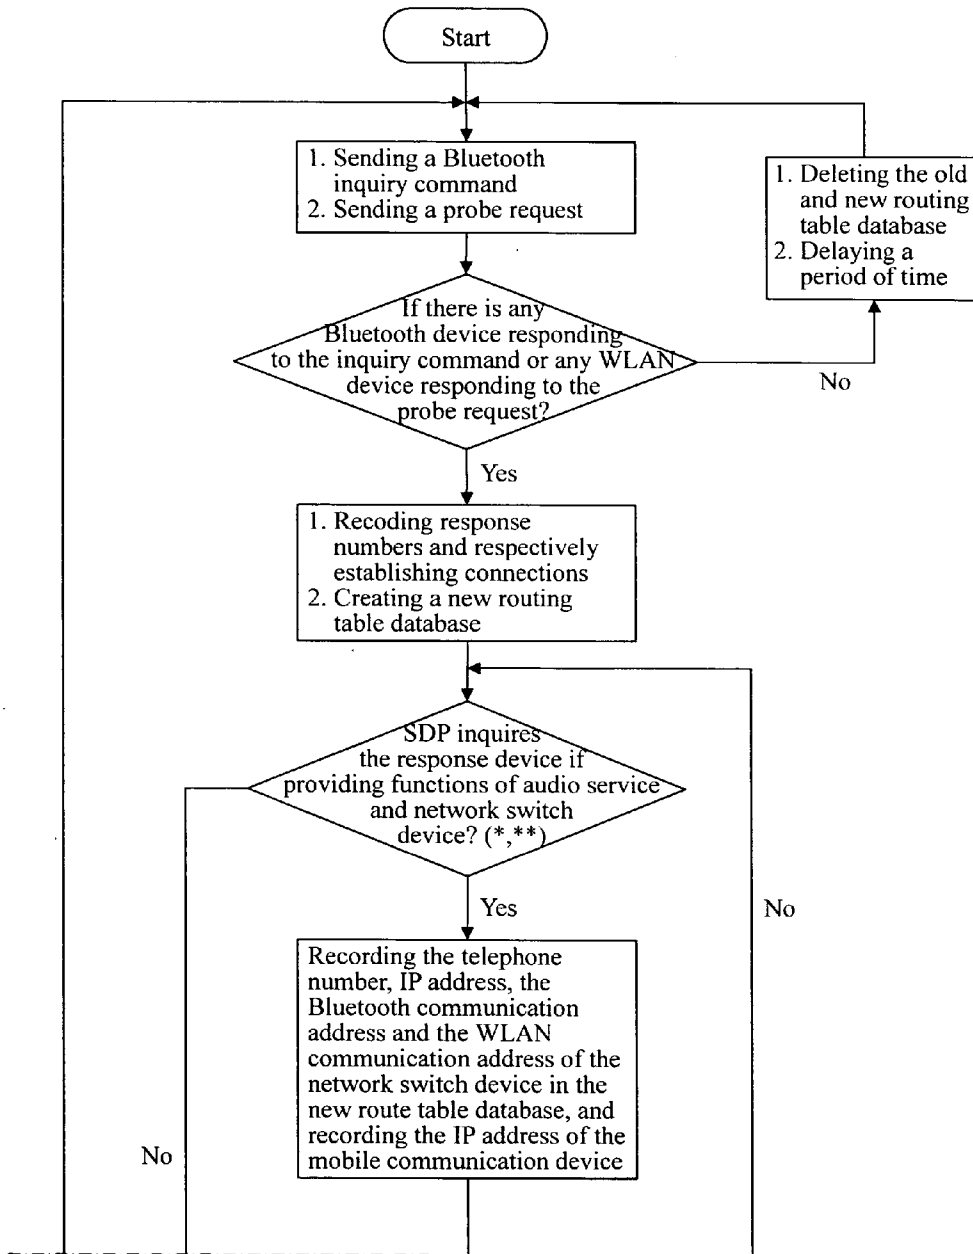 Start
1. Sending a Bluetooth
inquiry command
2. Sending a probe request
1. Deleting the old
and new routing
table database
2. Delaying a
period of time
If there is any
Bluetooth device responding
to the inquiry command or any WLAN
device responding to the
probe request?
No
Yes
1. Recoding response
numbers and respectively
establishing connections
2. Creating a new routing
table database
SDP inquires
the response device if
providing functions of audio service
and network switch
device? (*,**)
Yes
No
Recording the telephone
number, IP address, the
Bluetooth communication
address and the WLAN
communication address of the
network switch device in the
new route table database, and
recording the IP address of the
mobile communication device
No